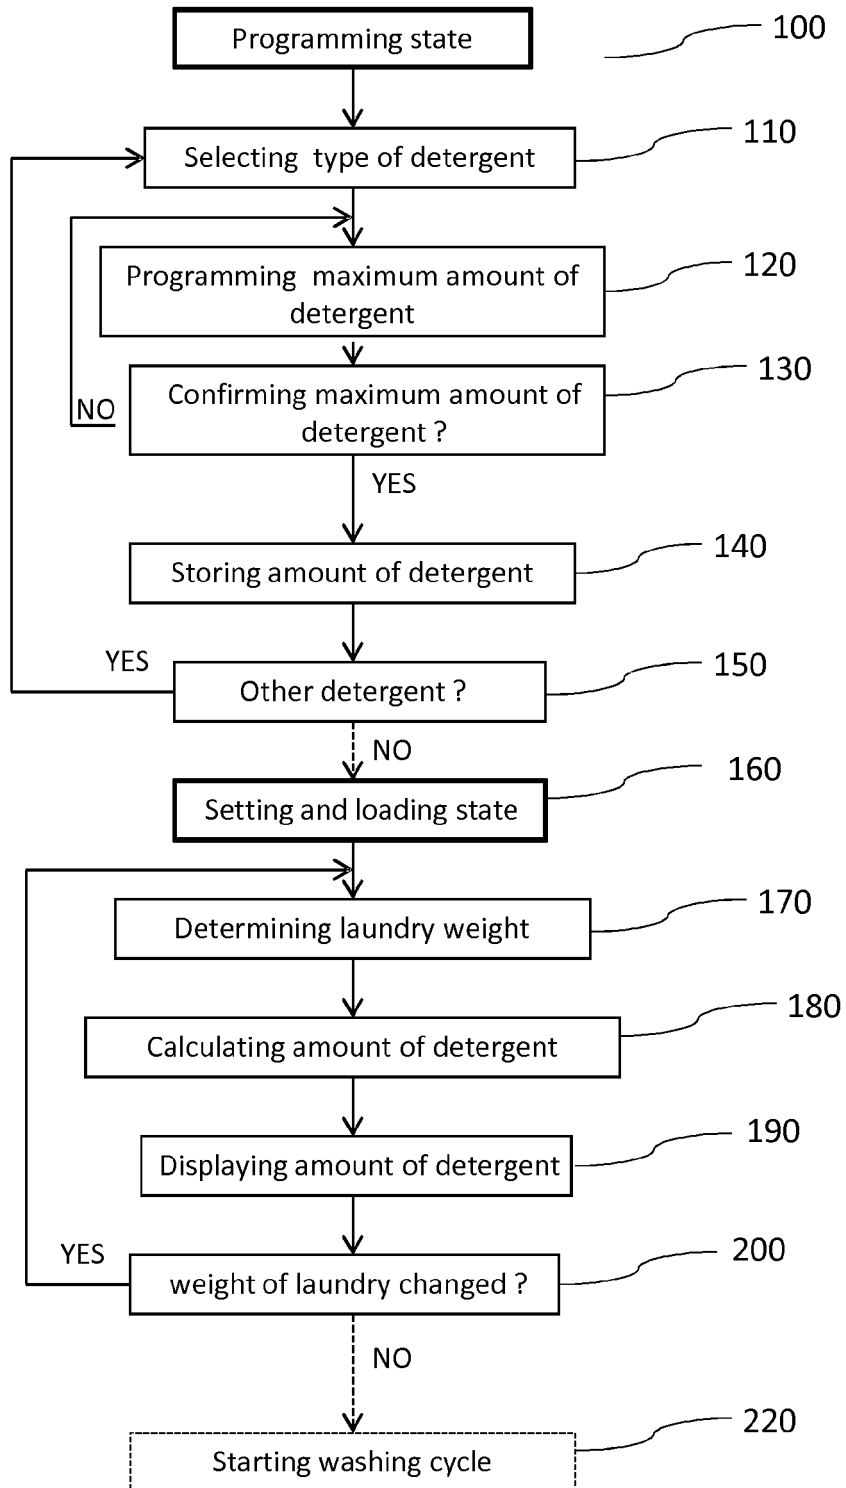 Programming state
100
Selecting type of detergent
110
Programming maximum amount of
detergent
120
Confirming maximum amount of
detergent ?
130
NO
YES
Storing amount of detergent
140
YES
Other detergent ?
150
NO
Setting and loading state
160
Determining laundry weight
170
Calculating amount of detergent
180
Displaying amount of detergent
190
YES
weight of laundry changed ?
200
NO
Starting washing cycle
220